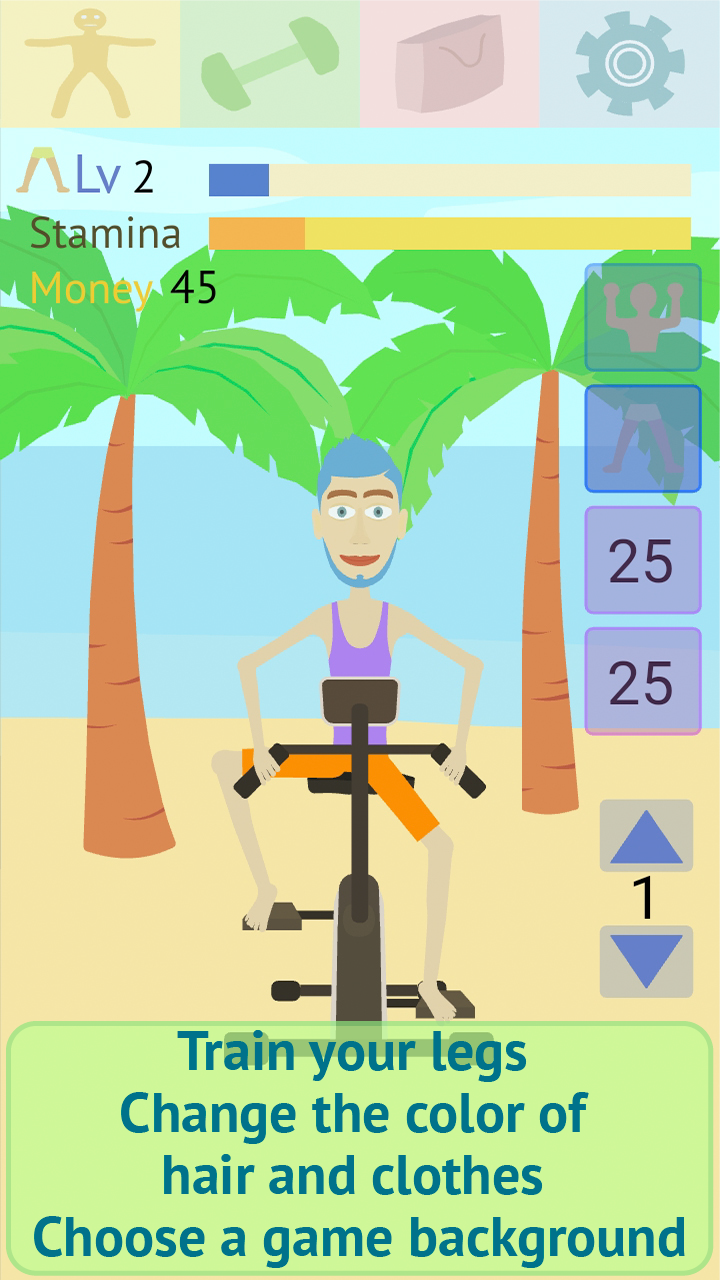 Lv 2
Stamina
Money 45
25
25
1
Train your legs
Change the color of
hair and clothes
Choose a game background